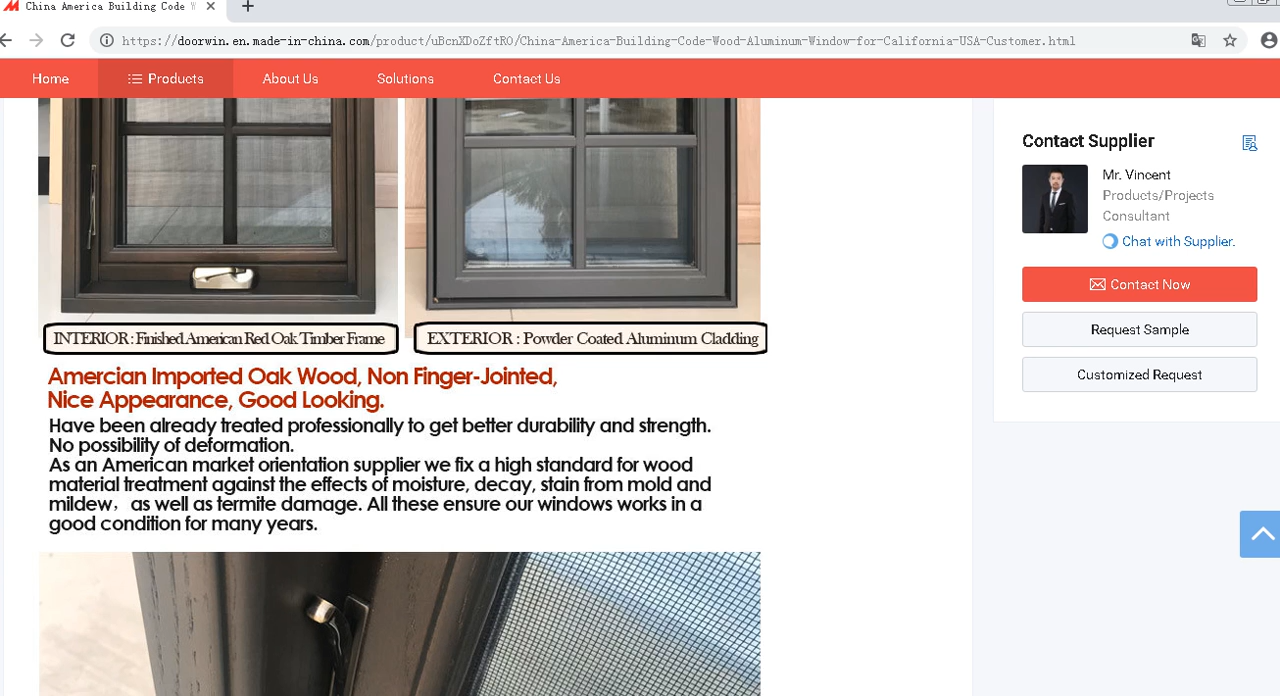 China America Building Code W
https://doorwin.en.made-in-china.com/product/uBcnXDoZftRO/China-America-Building-Code-Wood-Aluminum-Window-for-California-USA-Customer.html
Home
Products
About Us
Solutions
Contact Us
INTERIOR : Finished American Red Oak Timber Frame
EXTERIOR : Powder Coated Aluminum Cladding
Amercian Imported Oak Wood, Non Finger-Jointed,
Nice Appearance, Good Looking.
Have been already treated professionally to get better durability and strength.
No possibility of deformation.
As an American market orientation supplier we fix a high standard for wood
material treatment against the effects of moisture, decay, stain from mold and
mildew，as well as termite damage. All these ensure our windows works in a
good condition for many years.
Contact Supplier
Mr. Vincent
Products/Projects
Consultant
Chat with Supplier.
Contact Now
Request Sample
Customized Request